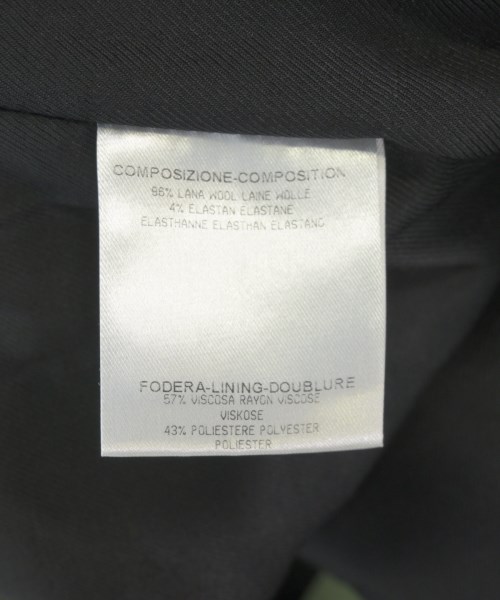 COMPOSIZIONE-COMPOSITION
96% LANA WOOL LAINE WOLLE
4% ELASTAN ELASTANE
ELASTHANNE ELASTHAN ELASTANO
FODERA-LINING-DOUBLURE
57% VISCOSA RAYON VISCOSE
VISKOSE
43% POLIESTERE POLYESTER
POLIESTER